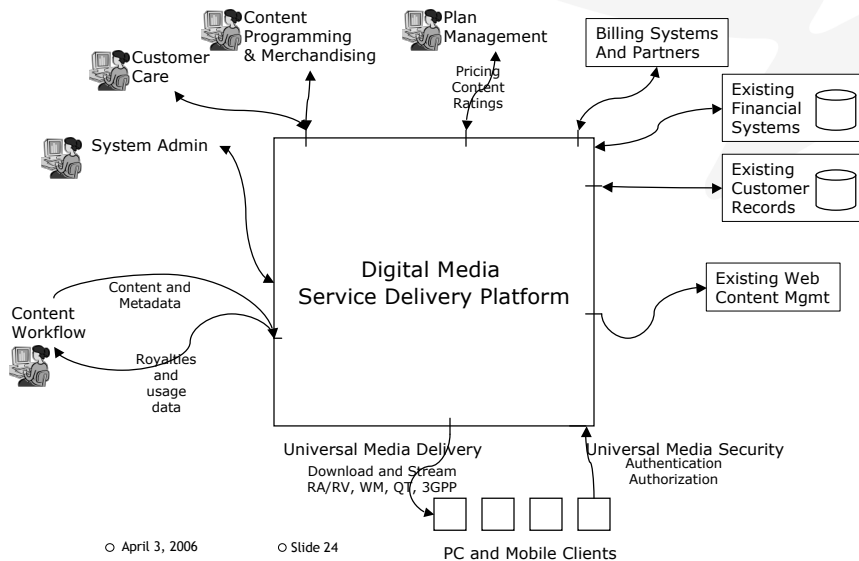 Content
Programming
& Merchandising
Plan
Management
Billing Systems
And Partners
Customer
Care
Pricing
Content
Ratings
Existing
Financial
Systems
System Admin
Existing
Customer
Records
Digital Media
Service Delivery Platform
Existing Web
Content Mgmt
Content and
Metadata
Content
Workflow
Royalties
and
usage
data
Universal Media Delivery
Download and Stream
RA/RV, WM, QT, 3GPP
Universal Media Security
Authentication
Authorization
PC and Mobile Clients
April 3, 2006
Slide 24